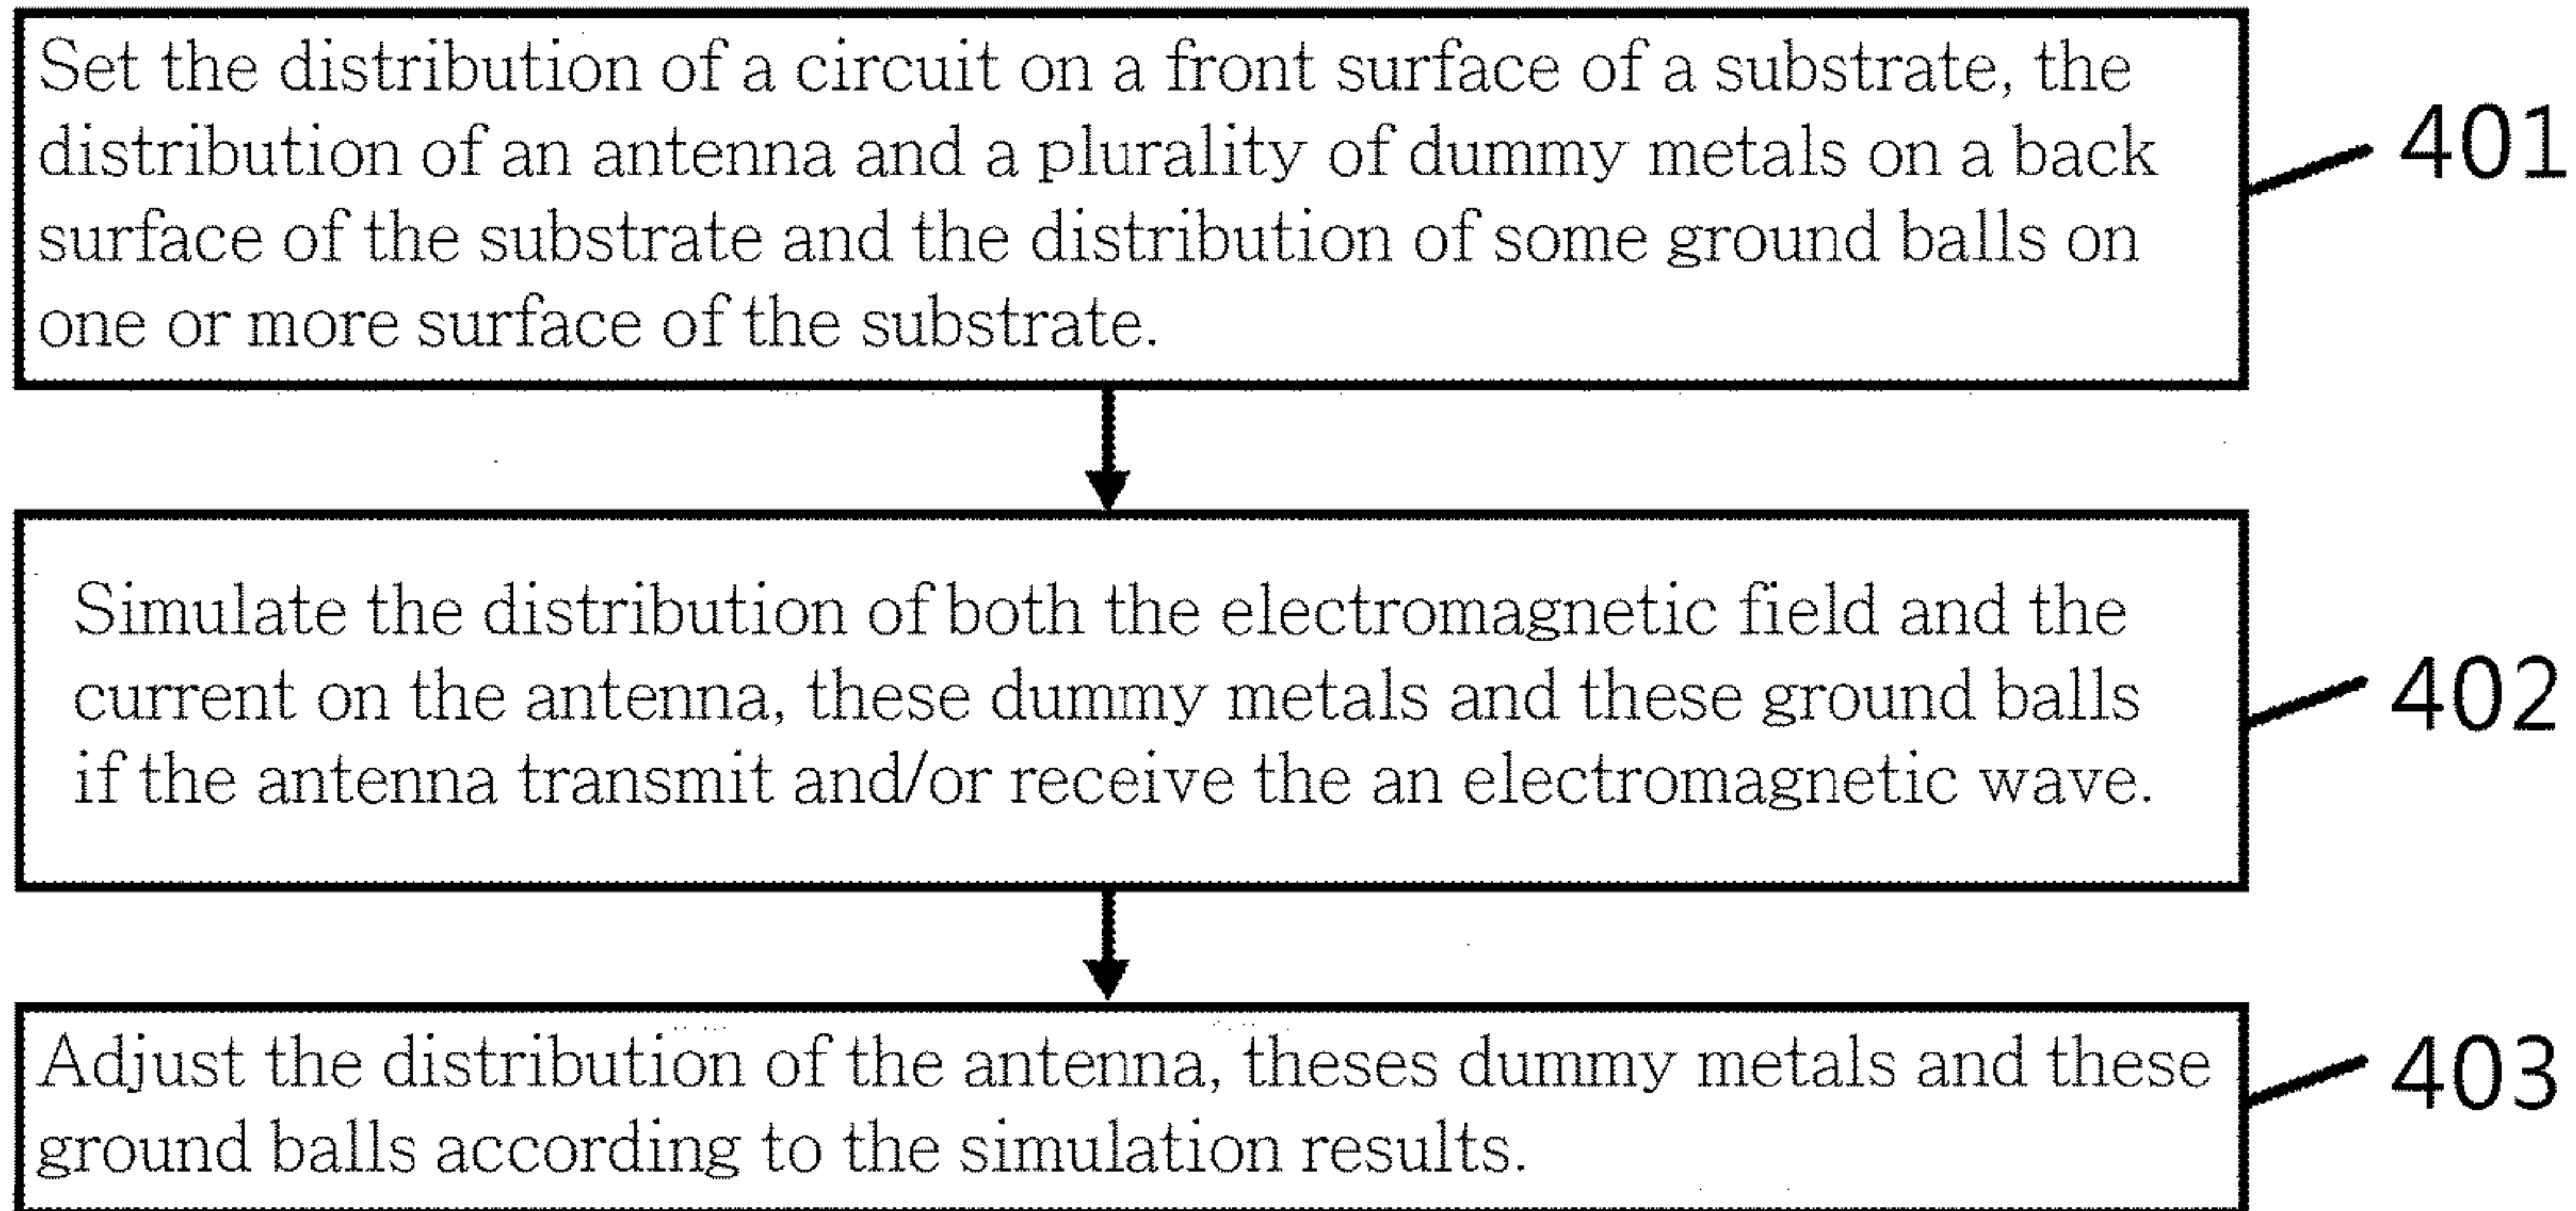 Set the distribution of a circuit on a front surface of a substrate, the
distribution of an antenna and a plurality of dummy metals on a back
surface of the substrate and the distribution of some ground balls on
one or more surface of the substrate.
401
Simulate the distribution of both the electromagnetic field and the
current on the antenna, these dummy metals and these ground balls
if the antenna transmit and/or receive the an electromagnetic wave.
402
Adjust the distribution of the antenna, theses dummy metals and these
ground balls according to the simulation results.
403